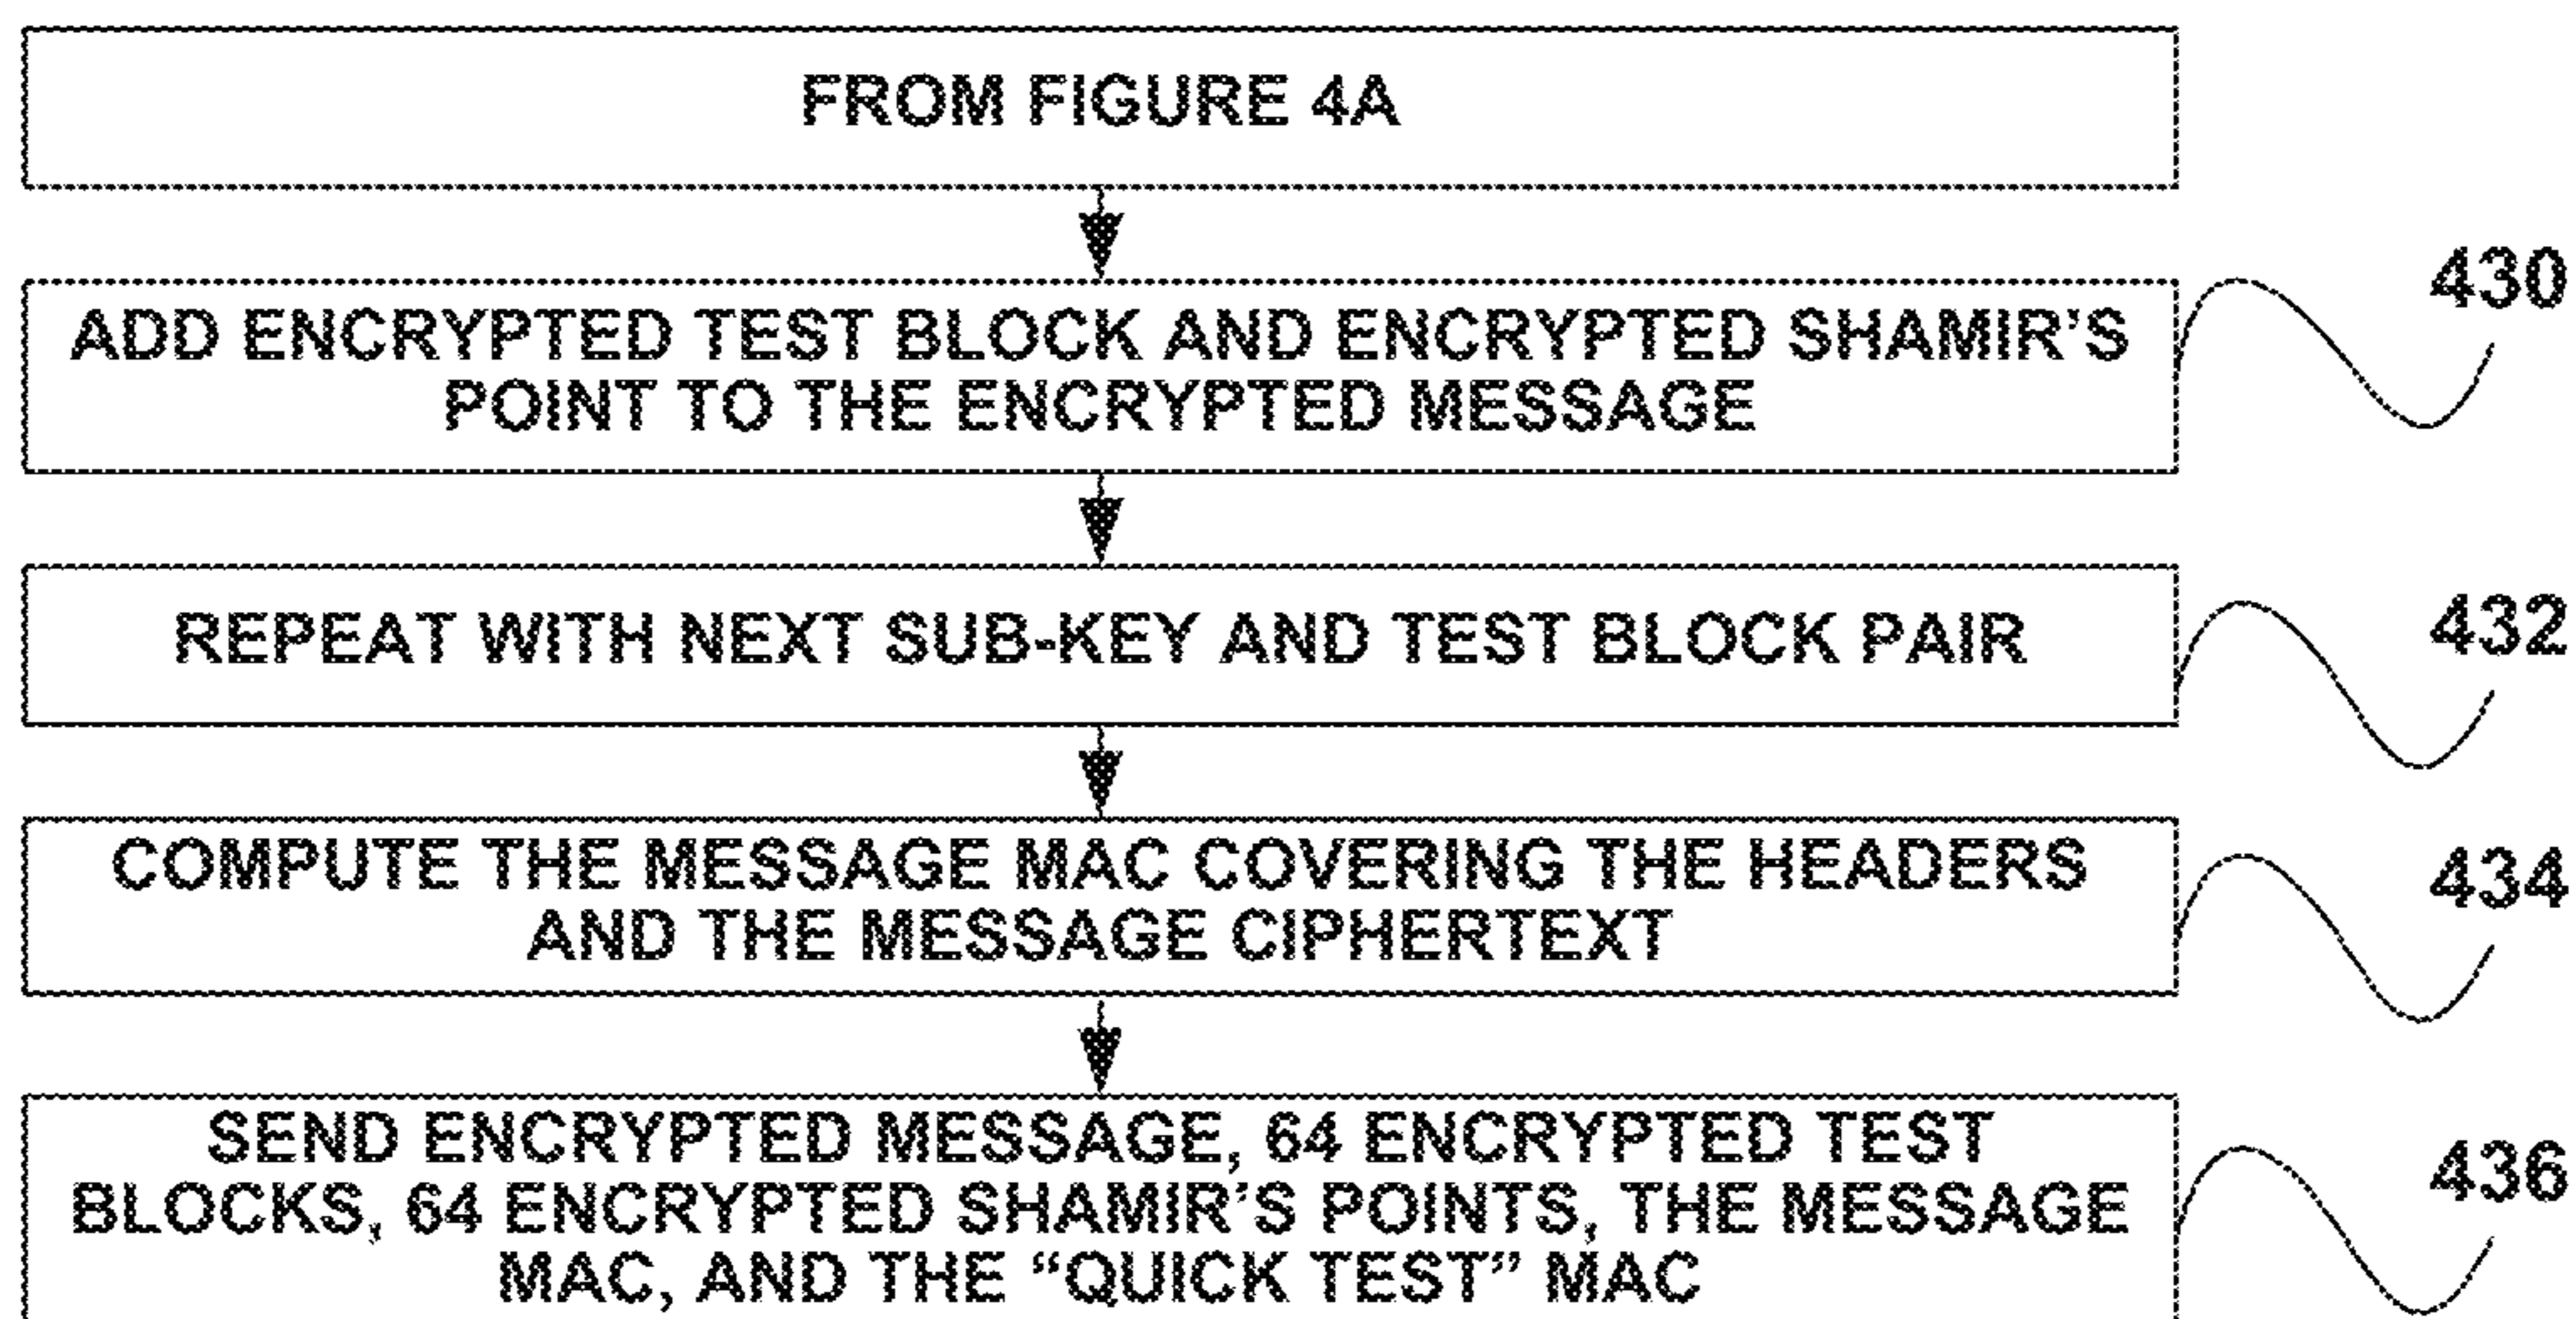 FROM FIGURE 4A
430
ADD ENCRYPTED TEST BLOCK AND ENCRYPTED SHAMIR’S
POINT TO THE ENCRYPTED MESSAGE
432
REPEAT WITH NEXT SUB-KEY AND TEST BLOCK PAIR
434
COMPUTE THE MESSAGE MAC COVERING THE HEADERS
AND THE MESSAGE CIPHERTEXT
436
SEND ENCRYPTED MESSAGE, 64 ENCRYPTED TEST
BLOCKS, 64 ENCRYPTED SHAMIR’S POINTS, THE MESSAGE
MAC, AND THE “QUICK TEST” MAC